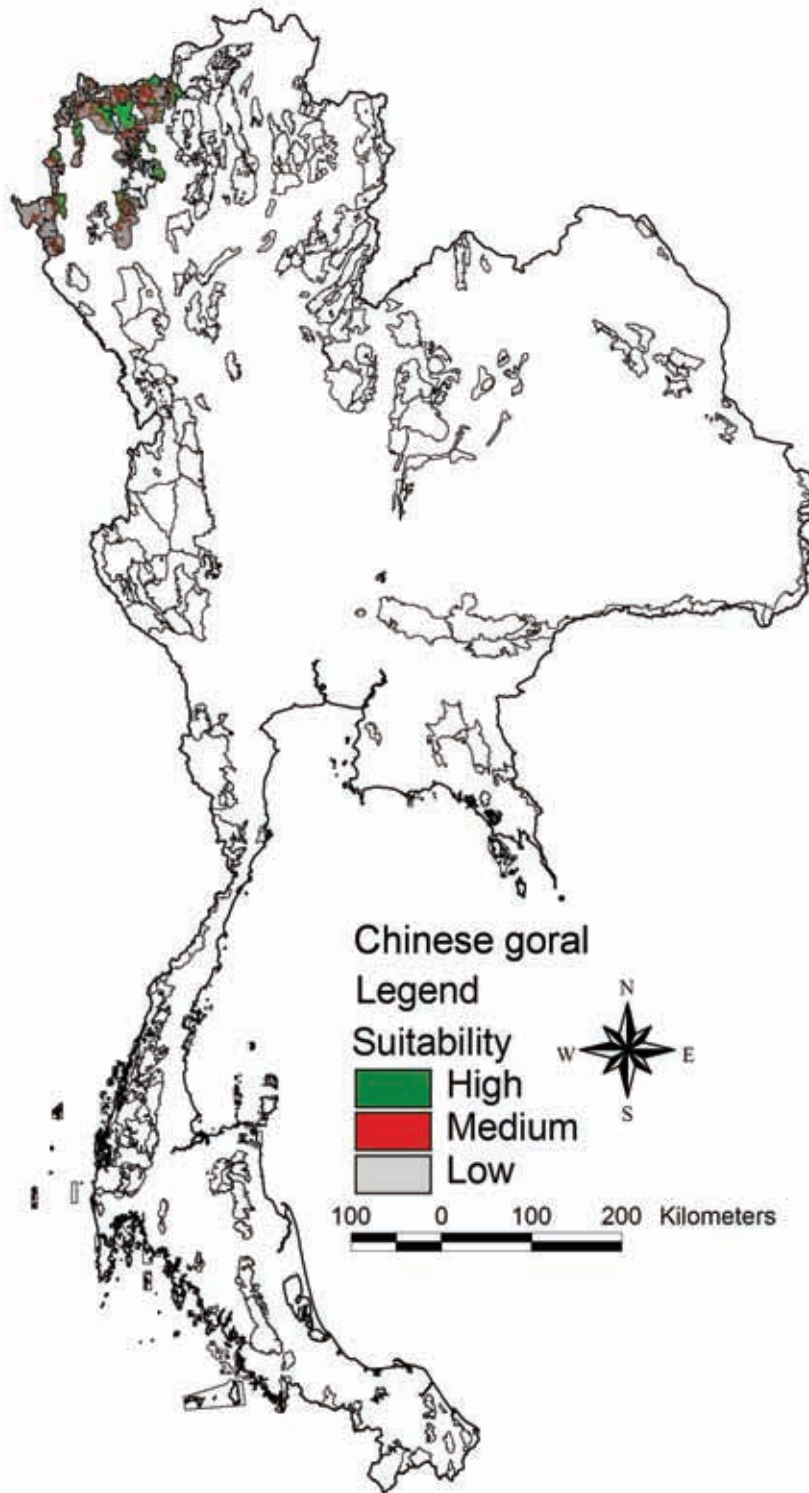 Chinese goral
Legend
Suitability
High
Medium
Low
N
W E
S
100 0 100 200 Kilometers